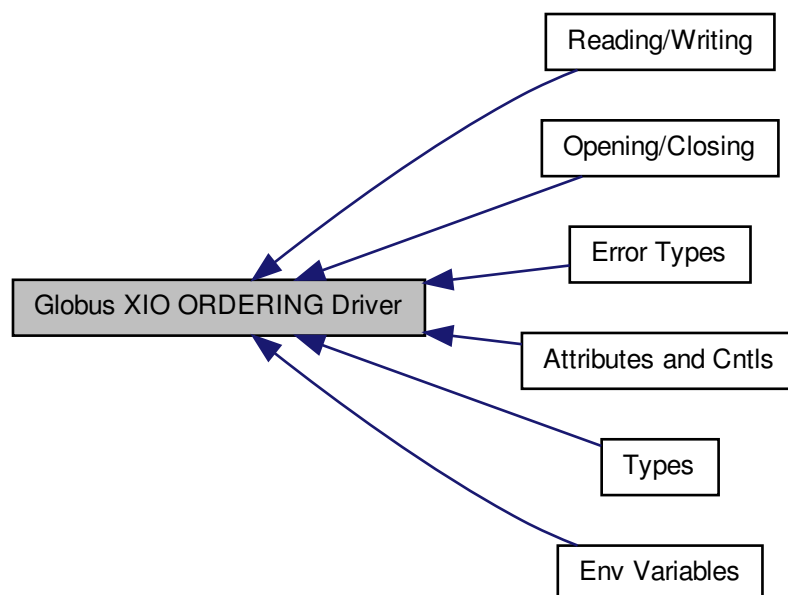 Reading/Writing
Opening/Closing
Error Types
Globus XIO ORDERING Driver
Attributes and Cntls
Types
Env Variables